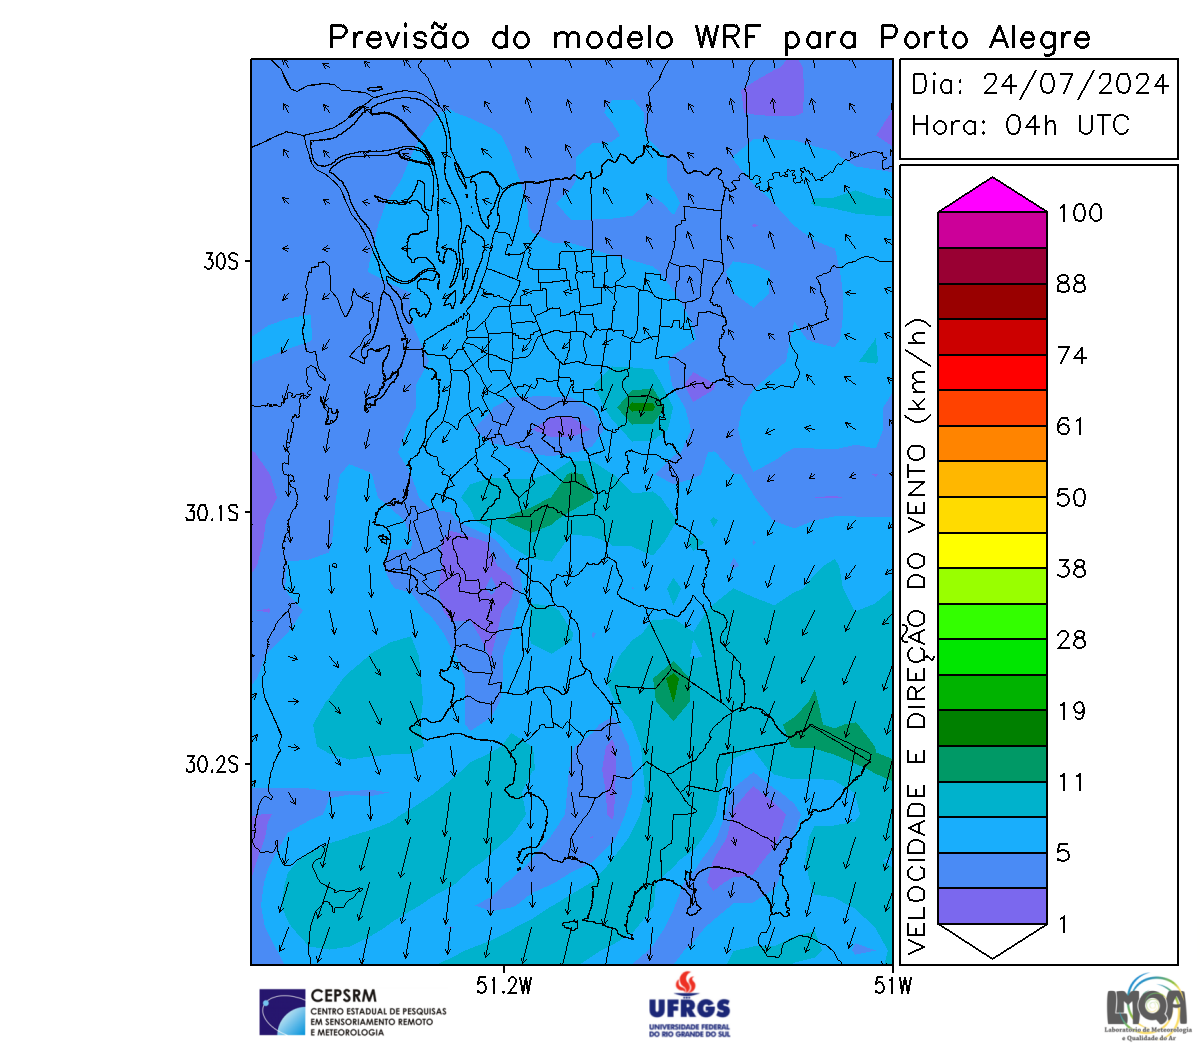 Previsão do modelo WRF para Porto Alegre
Dia: 24/07/2024
Hora: 04h UTC
30S
30.1S
30.2S
51.2W
51W
VELOCIDADE E DIREÇÃO DO VENTO (km/h)
100
88
74
61
50
38
28
19
11
5
1
CEPSRM
CENTRO ESTADUAL DE PESQUISAS
EM SENSORIAMENTO REMOTO
E METEOROLOGIA
UFRGS
UNIVERSIDADE FEDERAL
DO RIO GRANDE DO SUL
LMQA
Laboratório de Meteorologia
e Qualidade do Ar